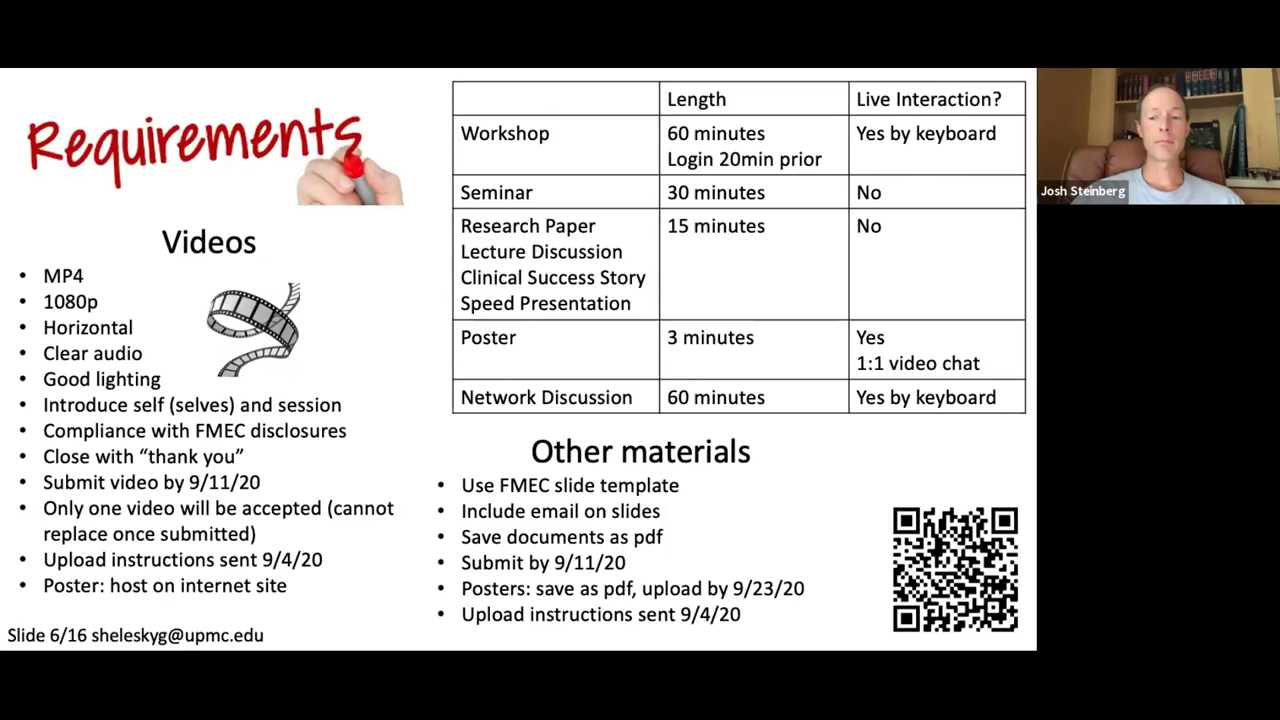 Requirements
Videos
• MP4
• 1080p
• Horizontal
• Clear audio
• Good lighting
• Introduce self (selves) and session
• Compliance with FMEC disclosures
• Close with “thank you”
• Submit video by 9/11/20
• Only one video will be accepted (cannot
replace once submitted)
• Upload instructions sent 9/4/20
• Poster: host on internet site
Slide 6/16 sheleskyg@upmc.edu
Length Live Interaction?
Workshop 60 minutes Yes by keyboard
Login 20min prior
Seminar 30 minutes No
Research Paper 15 minutes No
Lecture Discussion
Clinical Success Story
Speed Presentation
Poster 3 minutes Yes
1:1 video chat
Network Discussion 60 minutes Yes by keyboard
Other materials
• Use FMEC slide template
• Include email on slides
• Save documents as pdf
• Submit by 9/11/20
• Posters: save as pdf, upload by 9/23/20
• Upload instructions sent 9/4/20
Josh Steinberg